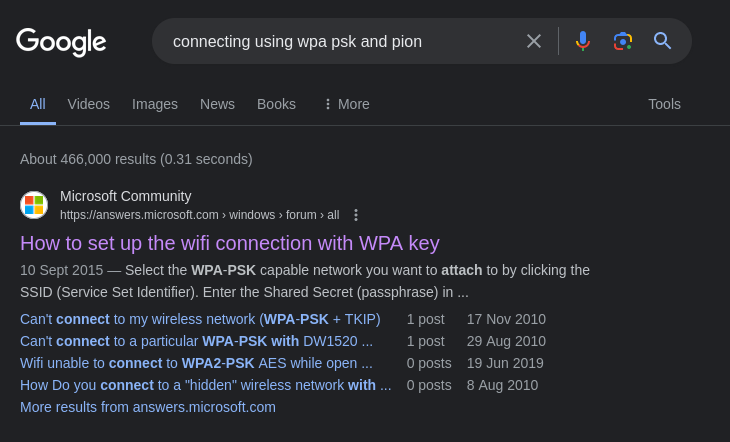 Google
connecting using wpa psk and pion
All Videos Images News Books More Tools
About 466,000 results (0.31 seconds)
Microsoft Community
https://answers.microsoft.com › windows › forum › all
How to set up the wifi connection with WPA key
10 Sept 2015 — Select the WPA-PSK capable network you want to attach to by clicking the
SSID (Service Set Identifier). Enter the Shared Secret (passphrase) in ...
Can't connect to my wireless network (WPA-PSK + TKIP) 1 post 17 Nov 2010
Can't connect to a particular WPA-PSK with DW1520 ... 1 post 29 Aug 2010
Wifi unable to connect to WPA2-PSK AES while open ... 0 posts 19 Jun 2019
How Do you connect to a "hidden" wireless network with ... 0 posts 8 Aug 2010
More results from answers.microsoft.com